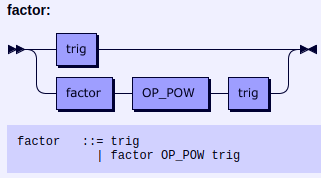 factor:
trig
factor OP_POW trig
factor ::= trig
| factor OP_POW trig